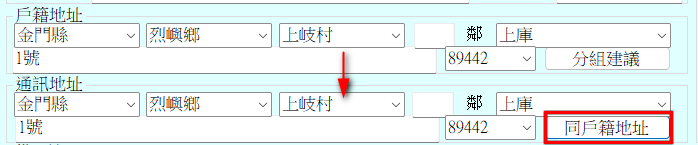 戶籍地址
金門縣 烈嶼鄉 上岐村 鄰 上庫
1號 89442 分組建議
通訊地址
金門縣 烈嶼鄉 上岐村 鄰 上庫
1號 89442 同戶籍地址